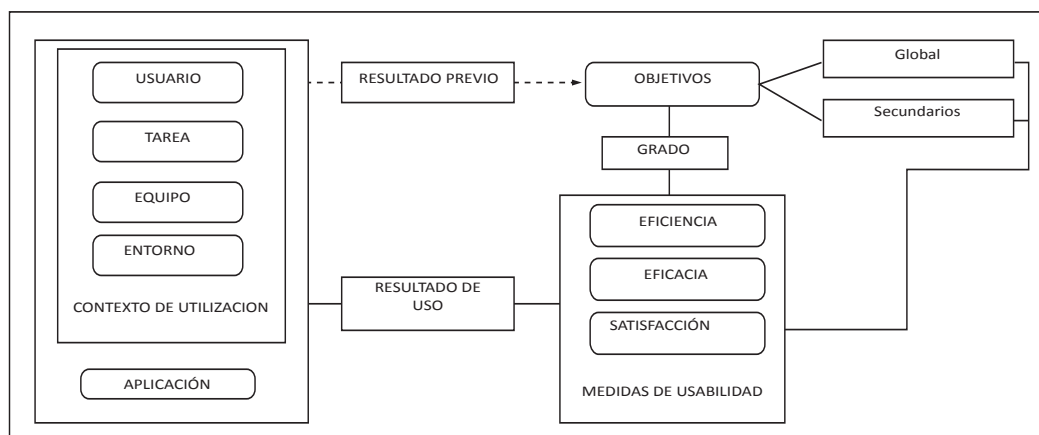 USUARIO
TAREA
EQUIPO
ENTORNO
CONTEXTO DE UTILIZACION
APLICACIÓN
RESULTADO PREVIO
RESULTADO DE
USO
OBJETIVOS
Global
Secundarios
GRADO
EFICIENCIA
EFICACIA
SATISFACCIÓN
MEDIDAS DE USABILIDAD